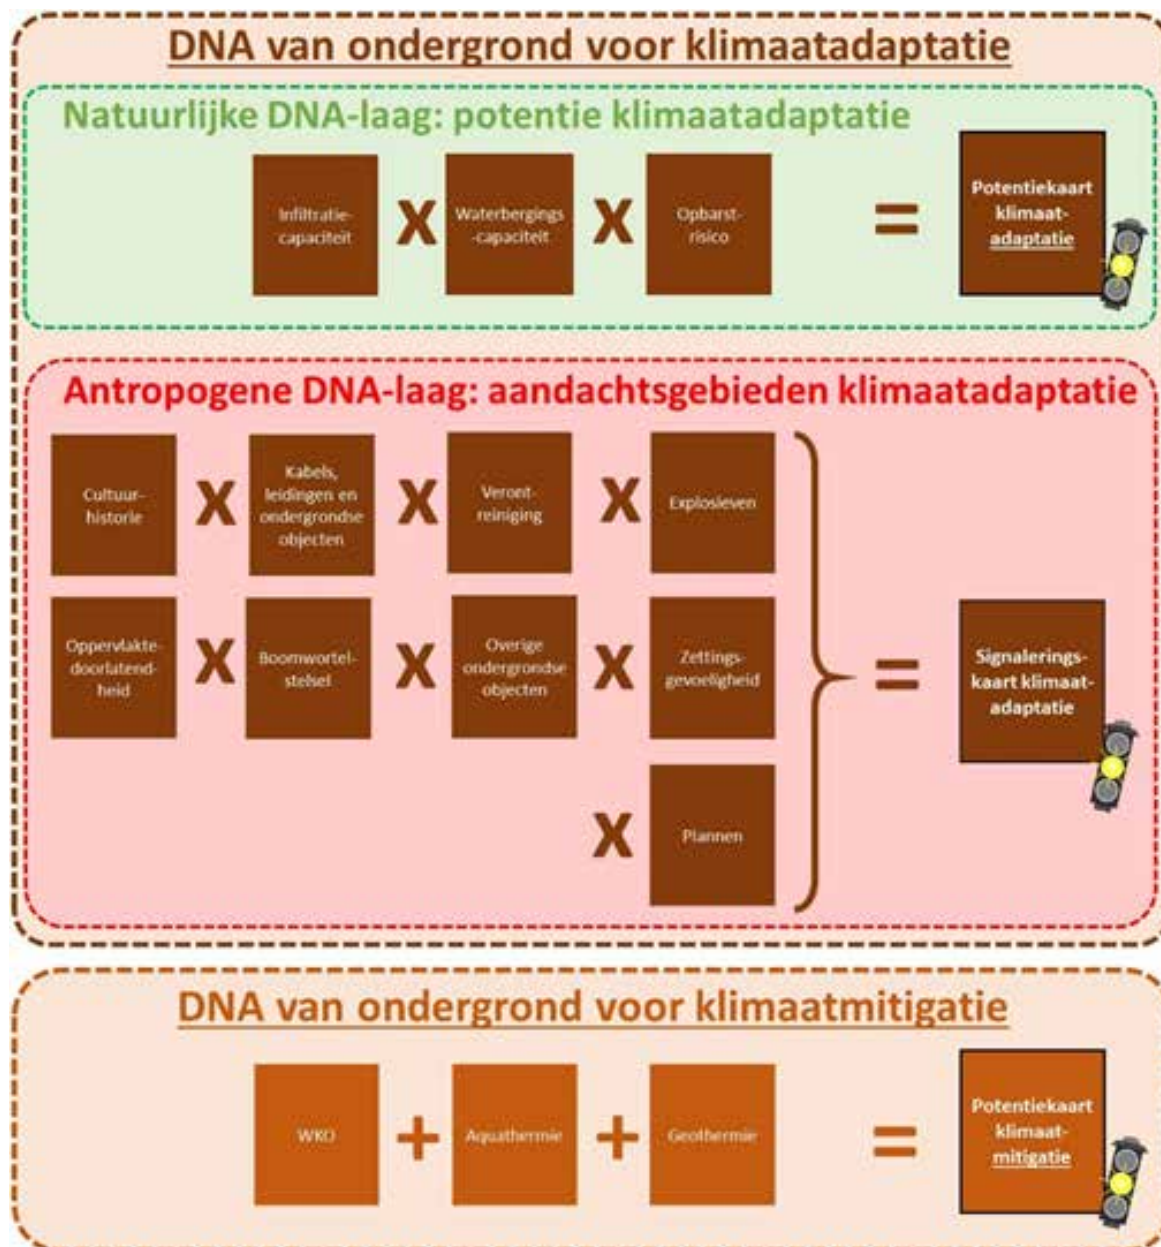 DNA van ondergrond voor klimaatadaptatie
Natuurlijke DNA-laag: potentie klimaatadaptatie
Infiltratie-
capaciteit
X
Waterbergings
-capaciteit
X
Opbarst-
risico
=
Potentiekaart
klimaat-
adaptatie
Antropogene DNA-laag: aandachtsgebieden klimaatadaptatie
Cultuur-
historie
X
Kabels,
leidingen en
ondergrondse
objecten
X
Veront-
reiniging
X
Explosieven
Oppervlakte-
doorlatend-
heid
X
Boomwortel-
stelsel
X
Overige
ondergrondse
objecten
X
Zettings-
gevoeligheid
X
Plannen
=
Signalerings-
kaart klimaat-
adaptatie
DNA van ondergrond voor klimaatmitigatie
WKO
+
Aquathermie
+
Geothermie
=
Potentiekaart
klimaat-
mitigatie